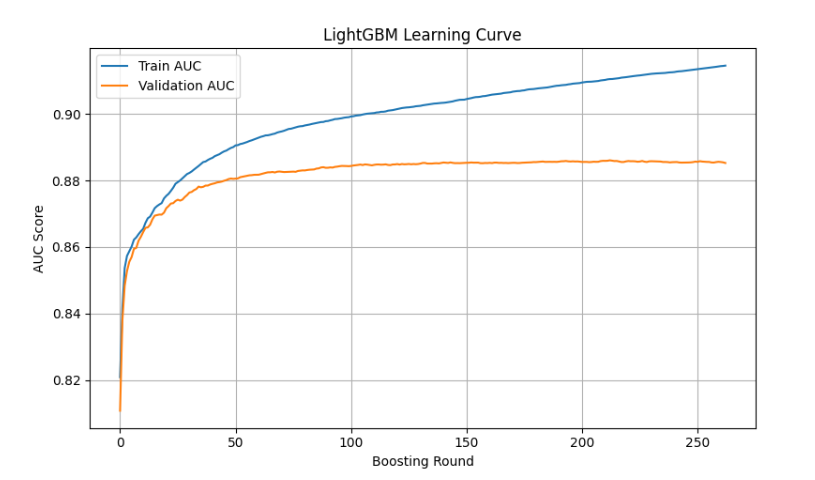 LightGBM Learning Curve
Train AUC
Validation AUC
AUC Score
0.90
0.88
0.86
0.84
0.82
0 50 100 150 200 250
Boosting Round